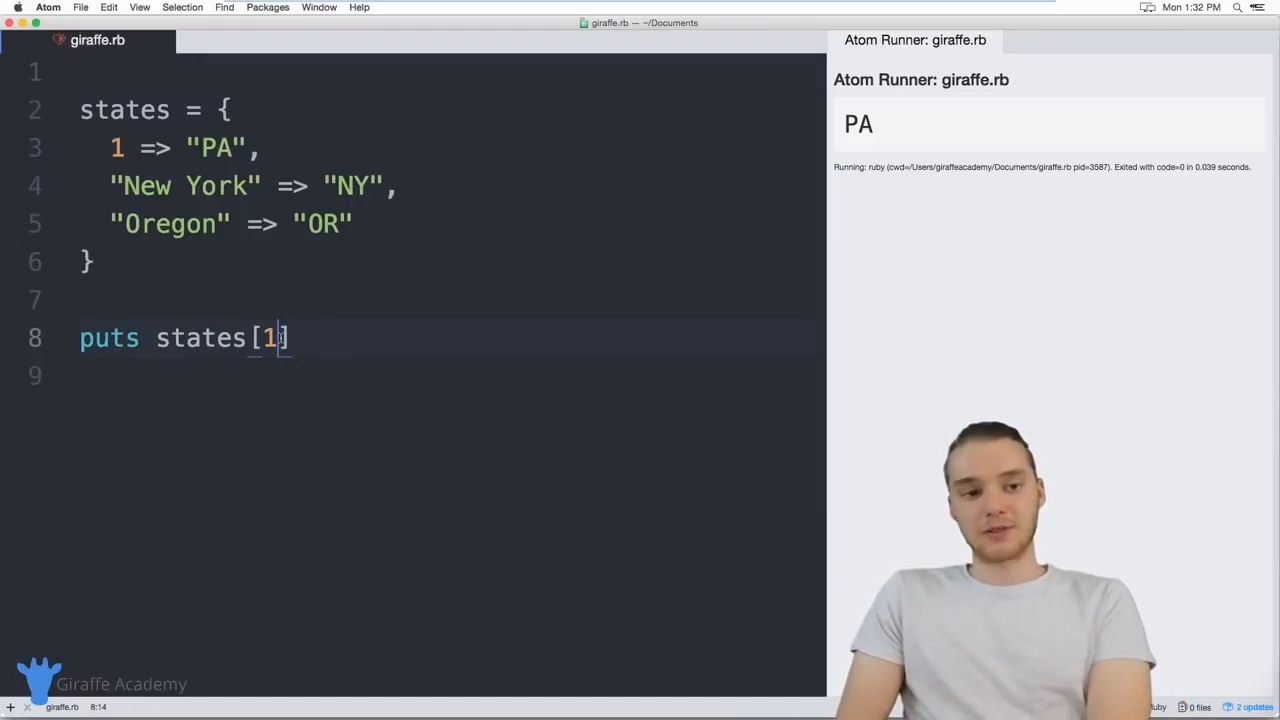 Atom File Edit View Selection Find Packages Window Help Mon 1:32 PM
giraffe.rb — ~/Documents
giraffe.rb
Atom Runner: giraffe.rb
1
2 states = {
3 1 => "PA",
4 "New York" => "NY",
5 "Oregon" => "OR"
6 }
7
8 puts states[1]
9
Atom Runner: giraffe.rb
PA
Running: ruby (cwd=/Users/giraffeacademy/Documents/giraffe.rb pid=3587). Exited with code=0 in 0.039 seconds.
Giraffe Academy
giraffe.rb 8:14 0 files 2 updates